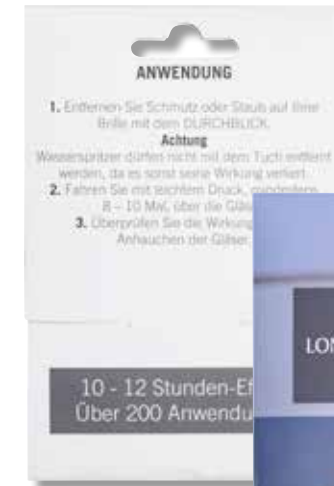 ANWENDUNG
1. Entfernen Sie Schmutz oder Staub auf Ihrer
Brille mit dem DURCHBLICK.
Achtung
Wasserspritzer dürfen nicht mit dem Tuch entfernt
werden, da es sonst seine Wirkung verliert.
2. Fahren Sie mit leichtem Druck, mindestens
8 – 10 Mal, über die Gläs
3. Überprüfen Sie die Wirkung
Anhauchen der Gläser.
10 - 12 Stunden-Ef
Über 200 Anwendu
LON